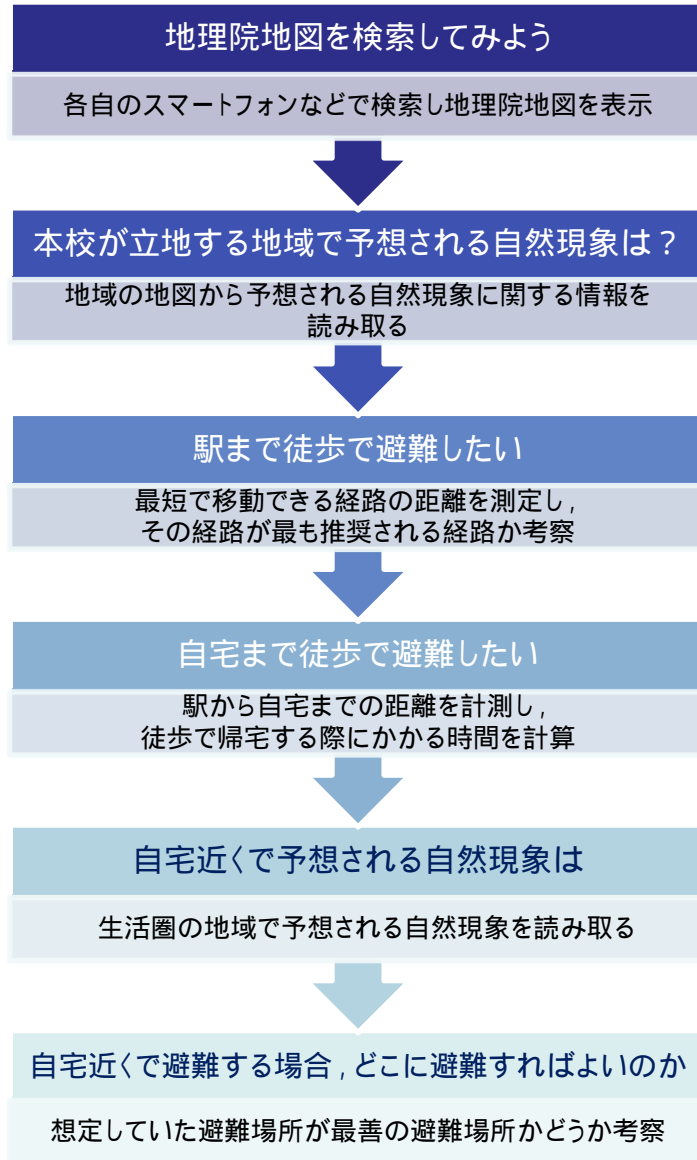 地理院地図を検索してみよう
各自のスマートフォンなどで検索し地理院地図を表示
本校が立地する地域で予想される自然現象は？
地域の地図から予想される自然現象に関する情報を
読み取る
駅まで徒歩で避難したい
最短で移動できる経路の距離を測定し，
その経路が最も推奨される経路か考察
自宅まで徒歩で避難したい
駅から自宅までの距離を計測し，
徒歩で帰宅する際にかかる時間を計算
自宅近くで予想される自然現象は
生活圏の地域で予想される自然現象を読み取る
自宅近くで避難する場合，どこに避難すればよいのか
想定していた避難場所が最善の避難場所かどうか考察